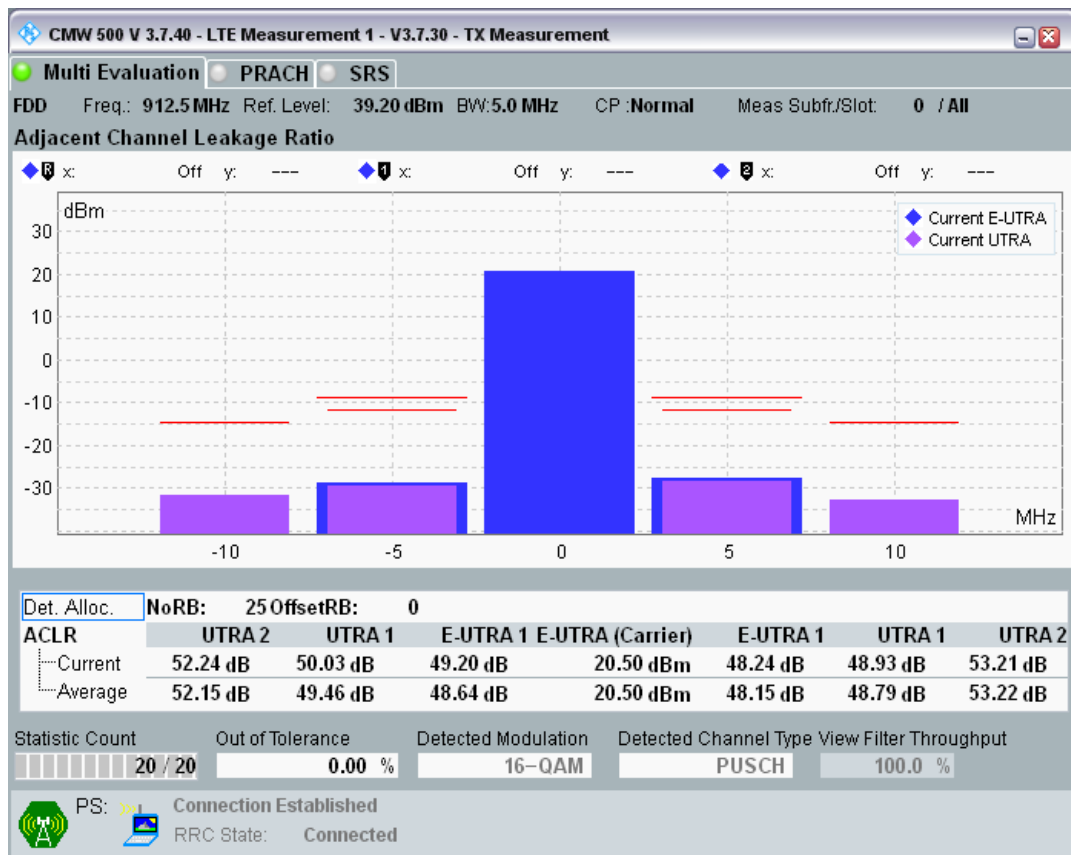 CMW 500 V 3.7.40 - LTE Measurement 1 - V3.7.30 - TX Measurement
Multi Evaluation PRACH SRS
FDD Freq.: 912.5 MHz Ref. Level: 39.20 dBm BW:5.0 MHz CP :Normal Meas Subfr./Slot: 0 / All
Adjacent Channel Leakage Ratio
R x: Off y: --- 1 x: Off y: --- 2 x: Off y: ---
dBm
Current E-UTRA
Current UTRA
30
20
10
0
-10
-20
-30
MHz
-10 -5 0 5 10
Det. Alloc. NoRB: 25 OffsetRB: 0
ACLR UTRA 2 UTRA 1 E-UTRA 1 E-UTRA (Carrier) E-UTRA 1 UTRA 1 UTRA 2
Current 52.24 dB 50.03 dB 49.20 dB 20.50 dBm 48.24 dB 48.93 dB 53.21 dB
Average 52.15 dB 49.46 dB 48.64 dB 20.50 dBm 48.15 dB 48.79 dB 53.22 dB
Statistic Count Out of Tolerance Detected Modulation Detected Channel Type View Filter Throughput
20 / 20 0.00 % 16-QAM PUSCH 100.0 %
PS: Connection Established
RRC State: Connected